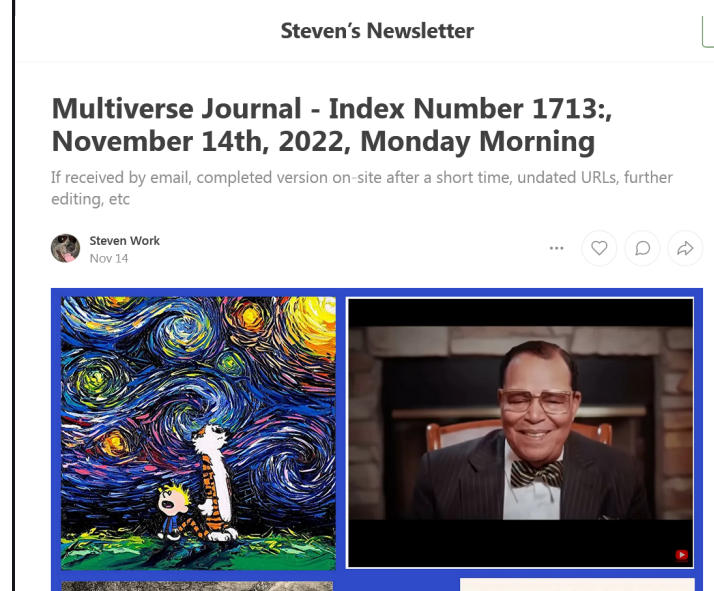 Steven’s Newsletter
Multiverse Journal - Index Number 1713:,
November 14th, 2022, Monday Morning
If received by email, completed version on-site after a short time, undated URLs, further
editing, etc
Steven Work
Nov 14